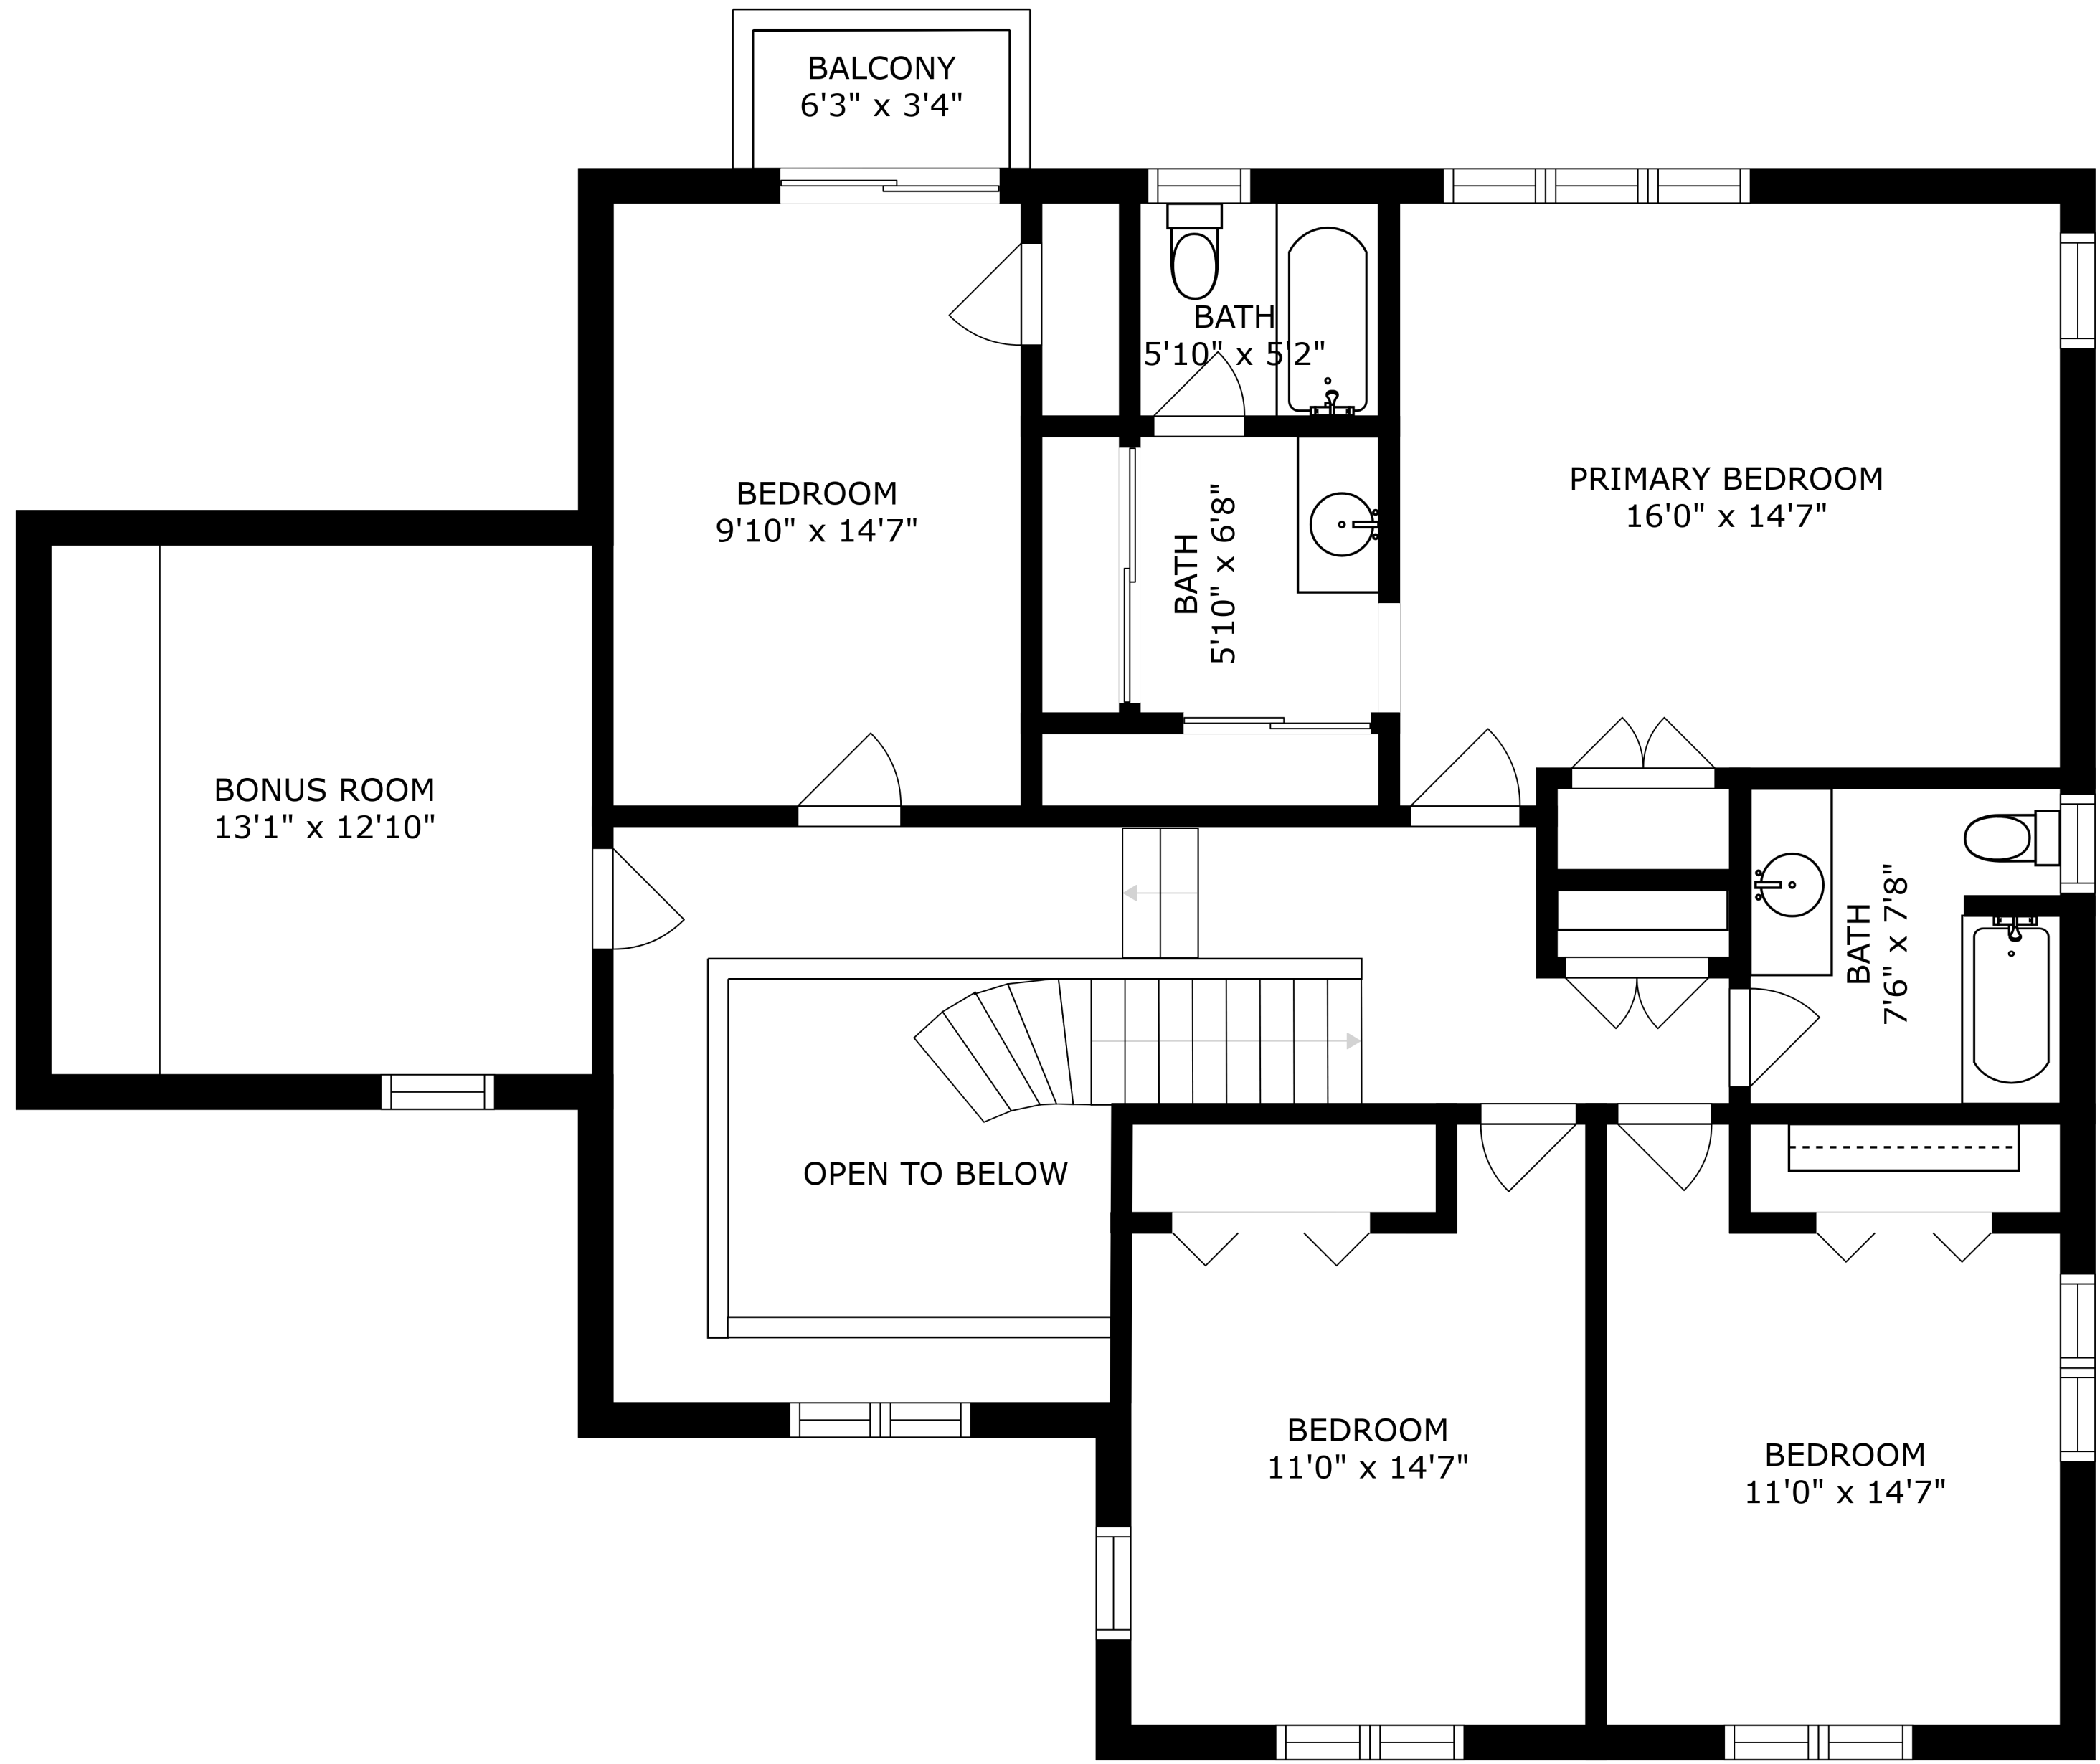 BALCONY
6'3" x 3'4"
BATH
5'10" x 5'2"
BEDROOM
9'10" x 14'7"
BATH
5'10" x 6'8"
PRIMARY BEDROOM
16'0" x 14'7"
BONUS ROOM
13'1" x 12'10"
BATH
7'6" x 7'8"
OPEN TO BELOW
BEDROOM
11'0" x 14'7"
BEDROOM
11'0" x 14'7"